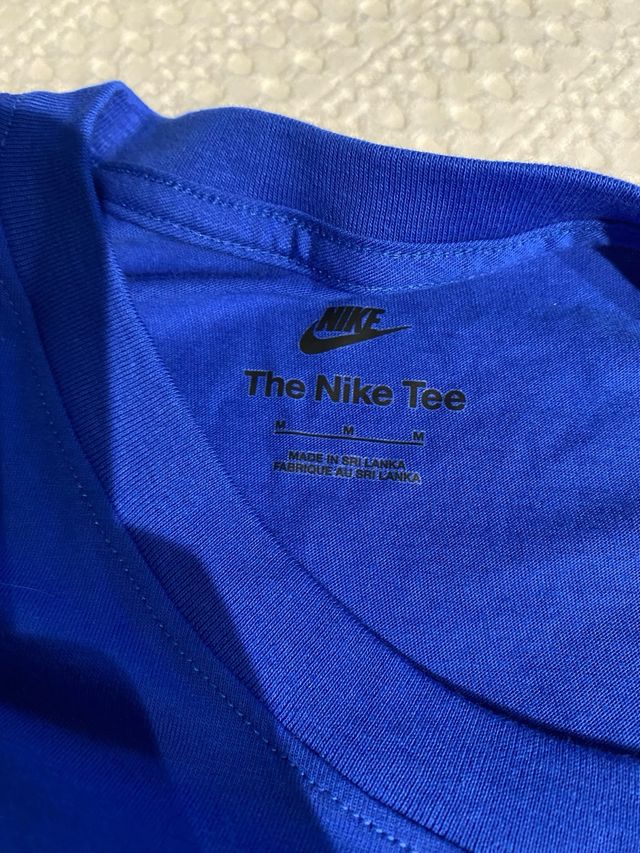 NIKE
The Nike Tee
M M M
MADE IN SRI LANKA
FABRIQUE AU SRI LANKA